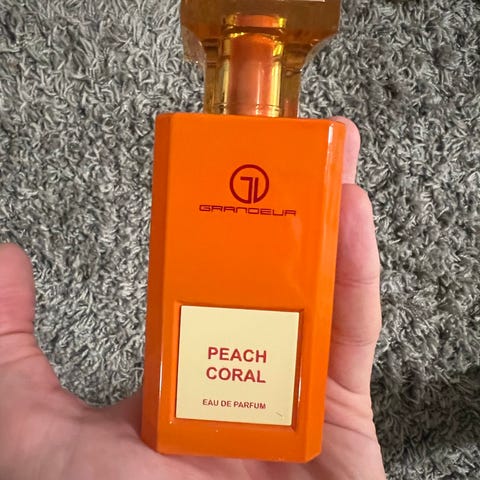 GRANDEUR
PEACH
CORAL
EAU DE PARFUM